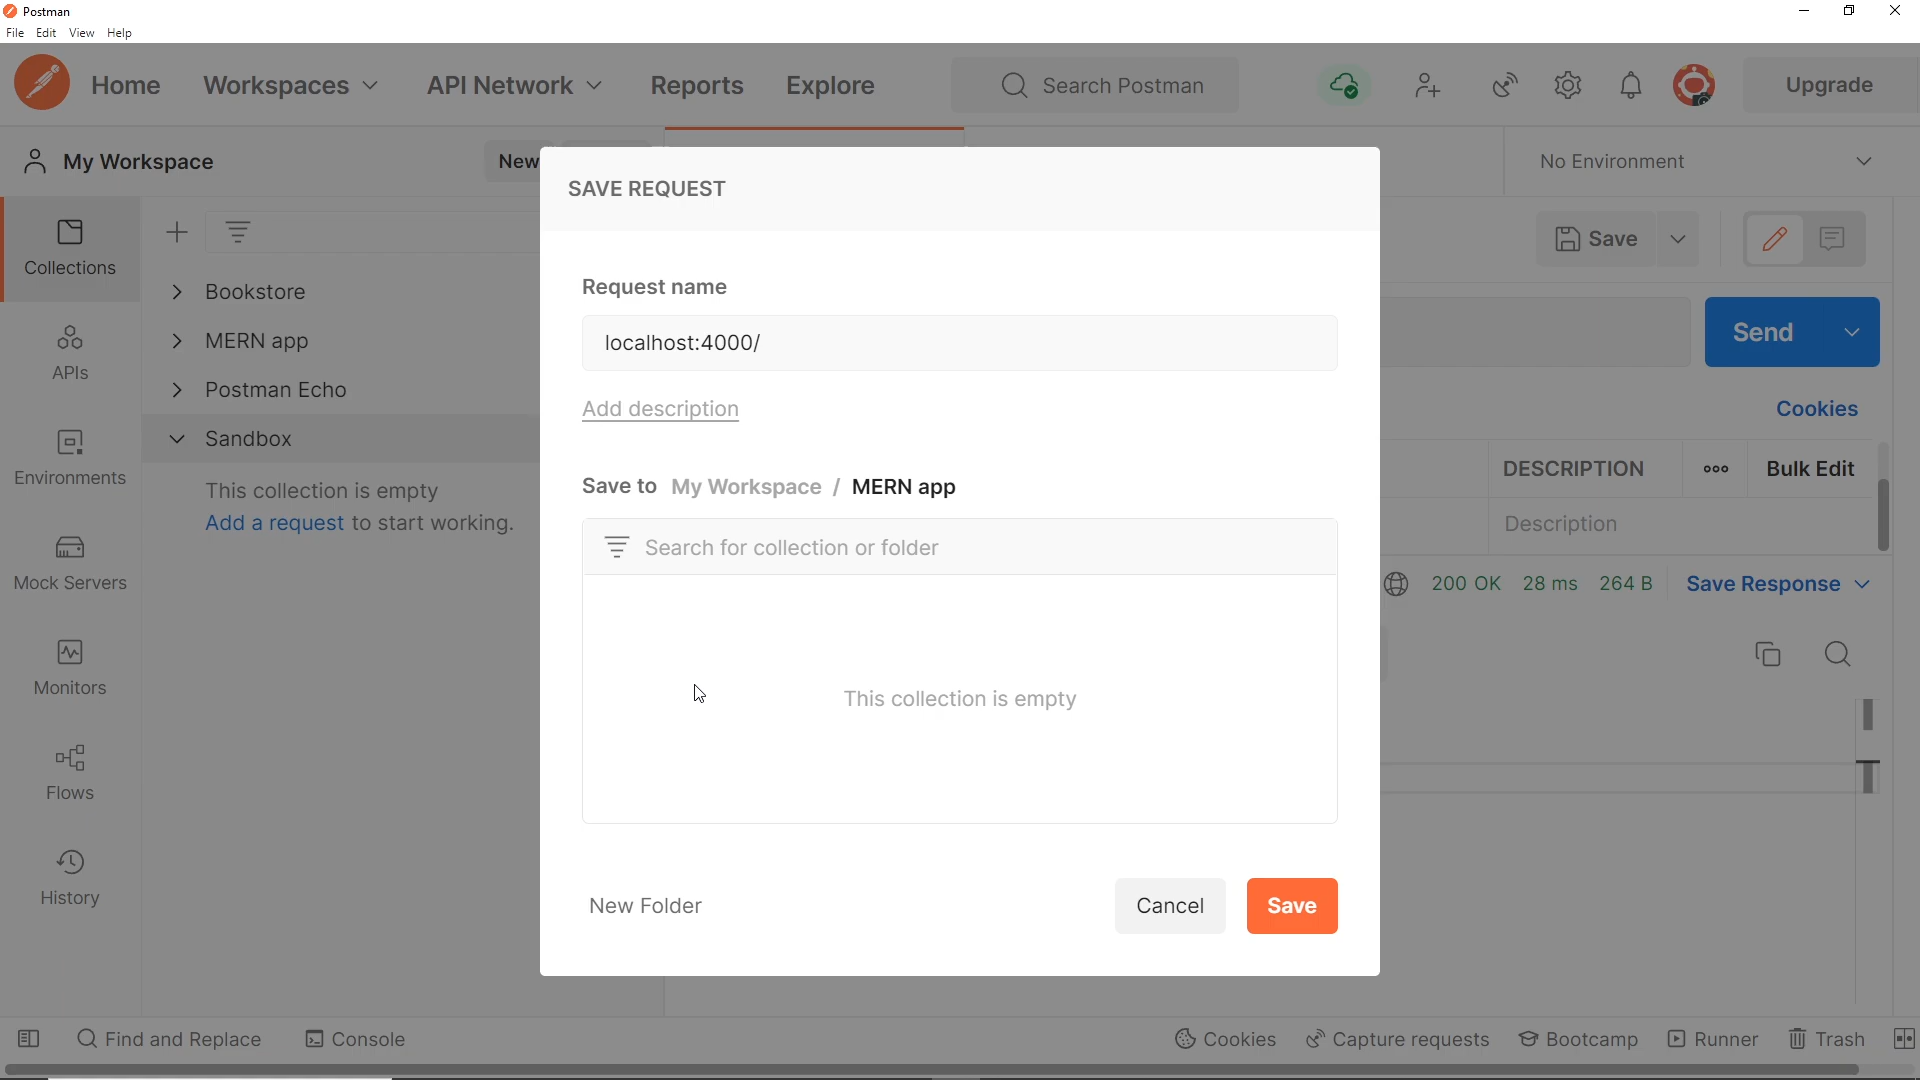 Postman
File Edit View Help
Home Workspaces API Network Reports Explore Search Postman Upgrade
My Workspace New No Environment
SAVE REQUEST
Collections
Save
Bookstore
Request name
MERN app
localhost:4000/
Send
APIs
Postman Echo
Add description
Cookies
Sandbox
Environments
This collection is empty
Add a request to start working.
Save to My Workspace / MERN app
DESCRIPTION Bulk Edit
Description
Search for collection or folder
Mock Servers
200 OK 28 ms 264 B Save Response
Monitors
This collection is empty
Flows
History
New Folder Cancel Save
Find and Replace Console Cookies Capture requests Bootcamp Runner Trash